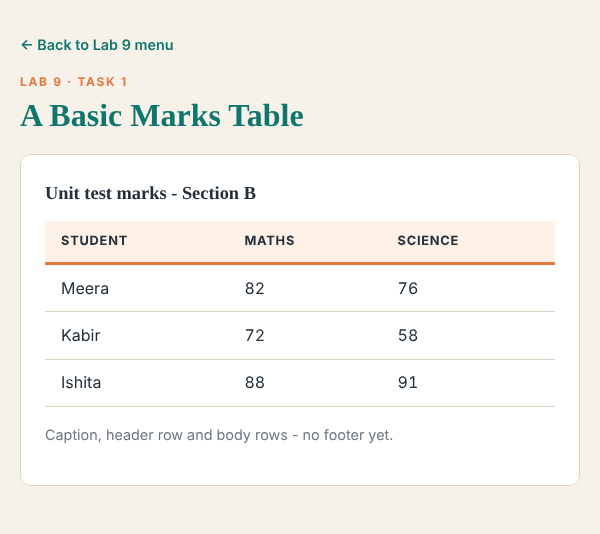 ← Back to Lab 9 menu
LAB 9 · TASK 1
A Basic Marks Table
Unit test marks - Section B
STUDENT MATHS SCIENCE
Meera 82 76
Kabir 72 58
Ishita 88 91
Caption, header row and body rows - no footer yet.